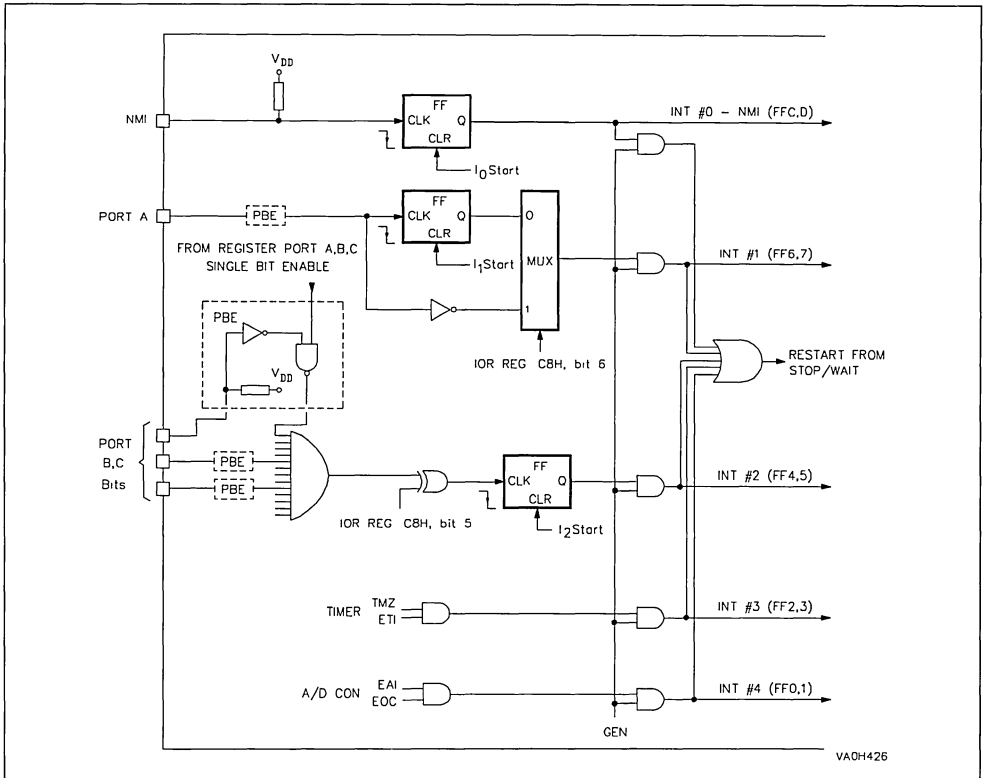 VDD
NMI
FF
CLK Q
CLR
I0Start
INT #0 - NMI (FFC,D)
PORT A
PBE
FF
CLK Q
CLR
I1Start
0
MUX
1
IOR REG C8H, bit 6
INT #1 (FF6,7)
FROM REGISTER PORT A,B,C
SINGLE BIT ENABLE
PBE
VDD
RESTART FROM
STOP/WAIT
PORT
B,C
Bits
PBE
PBE
IOR REG C8H, bit 5
FF
CLK Q
CLR
I2Start
INT #2 (FF4,5)
TIMER
TMZ
ETI
INT #3 (FF2,3)
A/D CON
EAI
EOC
INT #4 (FF0,1)
GEN
VA0H426